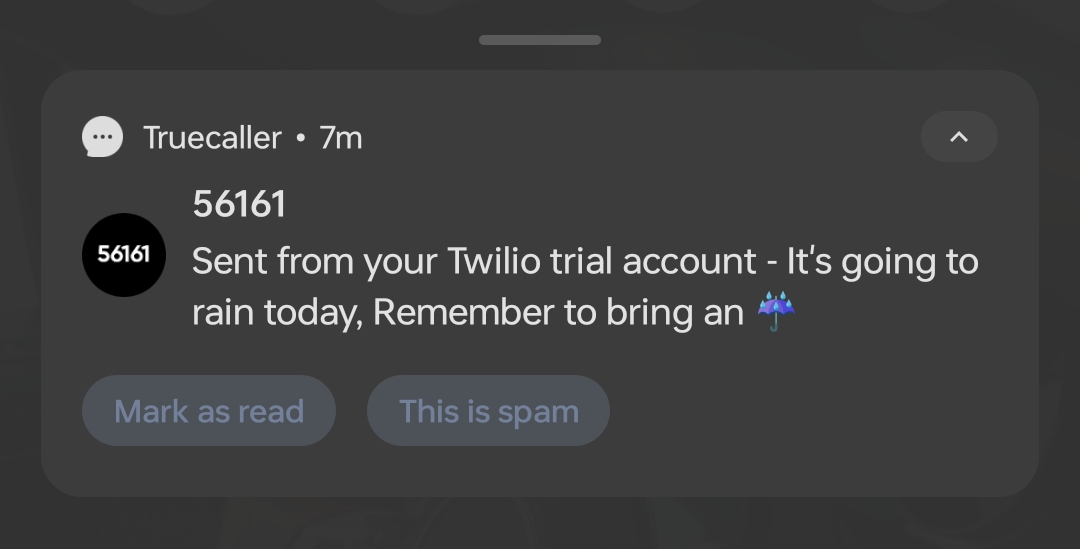 Truecaller • 7m
56161
56161
Sent from your Twilio trial account - It's going to
rain today, Remember to bring an ☔
Mark as read
This is spam